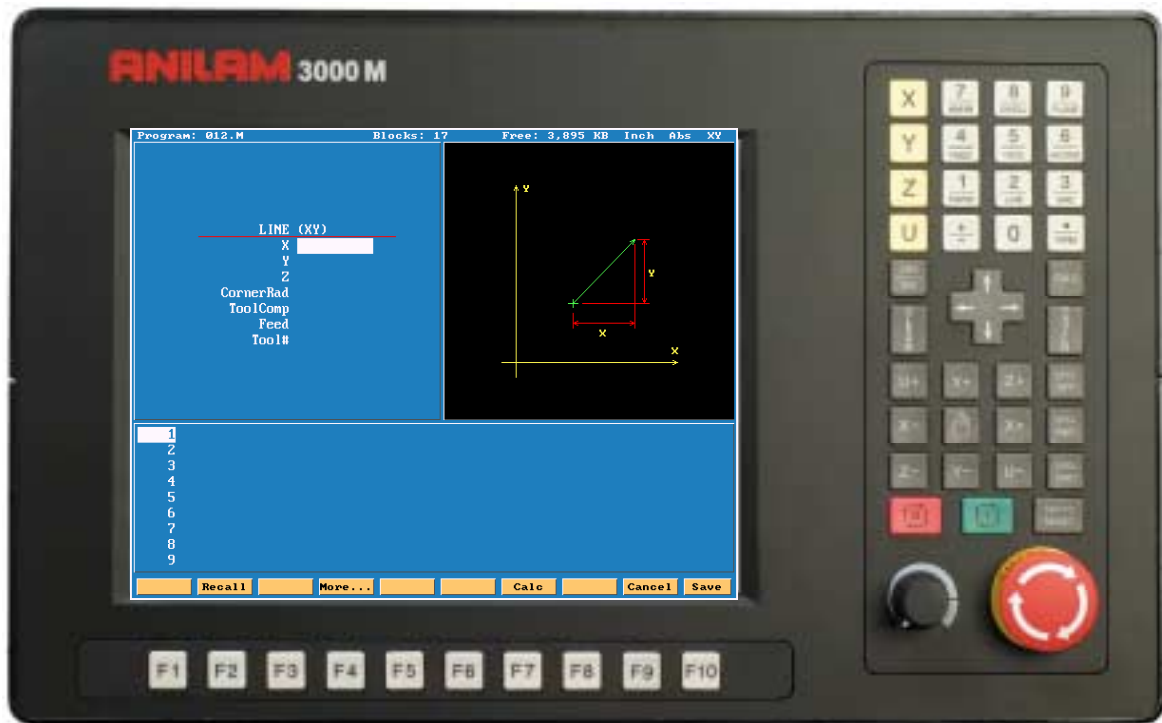 ANILAM 3000 M
Program: 012.M Blocks: 17 Free: 3,895 KB Inch Abs XY
LINE (XY)
X
Y
Z
CornerRad
ToolComp
Feed
Tool#
Y
Y
X
X
1
2
3
4
5
6
7
8
9
Recall More... Calc Cancel Save
F1 F2 F3 F4 F5 F6 F7 F8 F9 F10
X 7 8 9
Y 4 5 6
Z 1 2 3
U +/- 0
U+ Y+ Z+
X- X+
Z- Y- U-